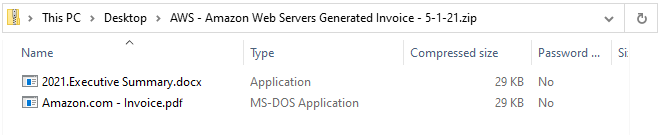 This PC > Desktop > AWS - Amazon Web Servers Generated Invoice - 5-1-21.zip
Name Type Compressed size Password ... Si
2021.Executive Summary.docx Application 29 KB No
Amazon.com - Invoice.pdf MS-DOS Application 29 KB No